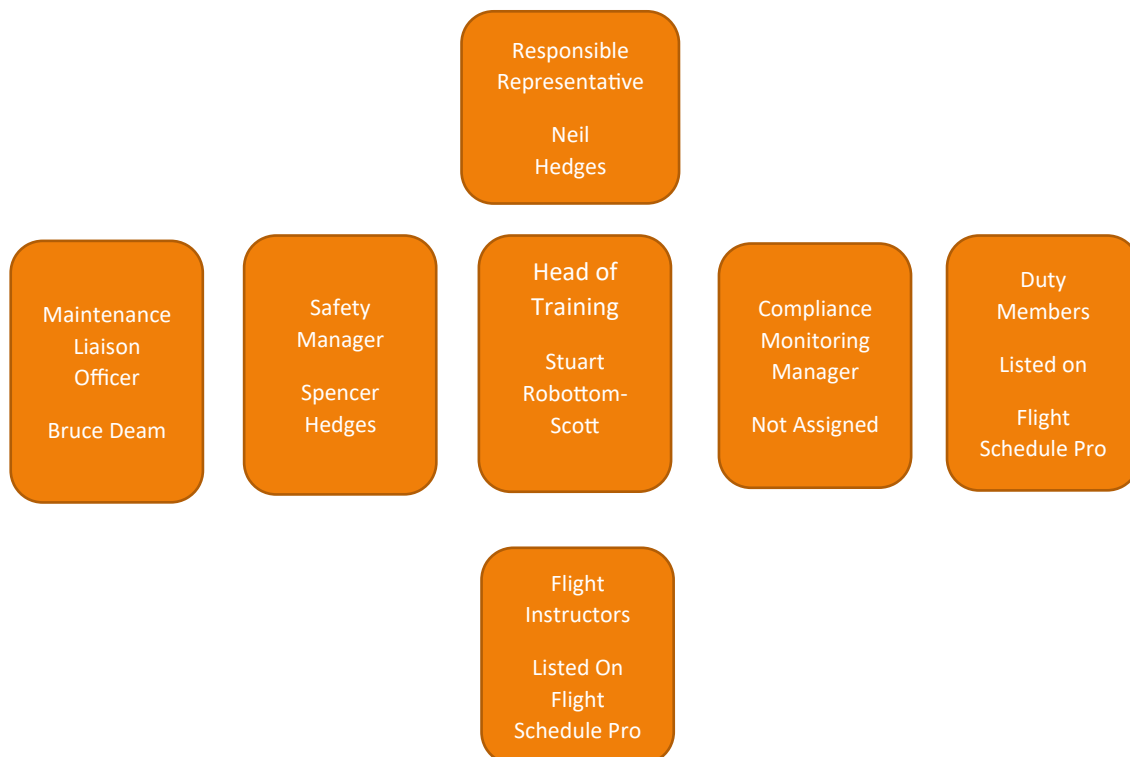 Responsible
Representative
Neil
Hedges
Maintenance
Liaison
Officer
Bruce Deam
Safety
Manager
Spencer
Hedges
Head of
Training
Stuart
Robottom-
Scott
Compliance
Monitoring
Manager
Not Assigned
Duty
Members
Listed on
Flight
Schedule Pro
Flight
Instructors
Listed On
Flight
Schedule Pro